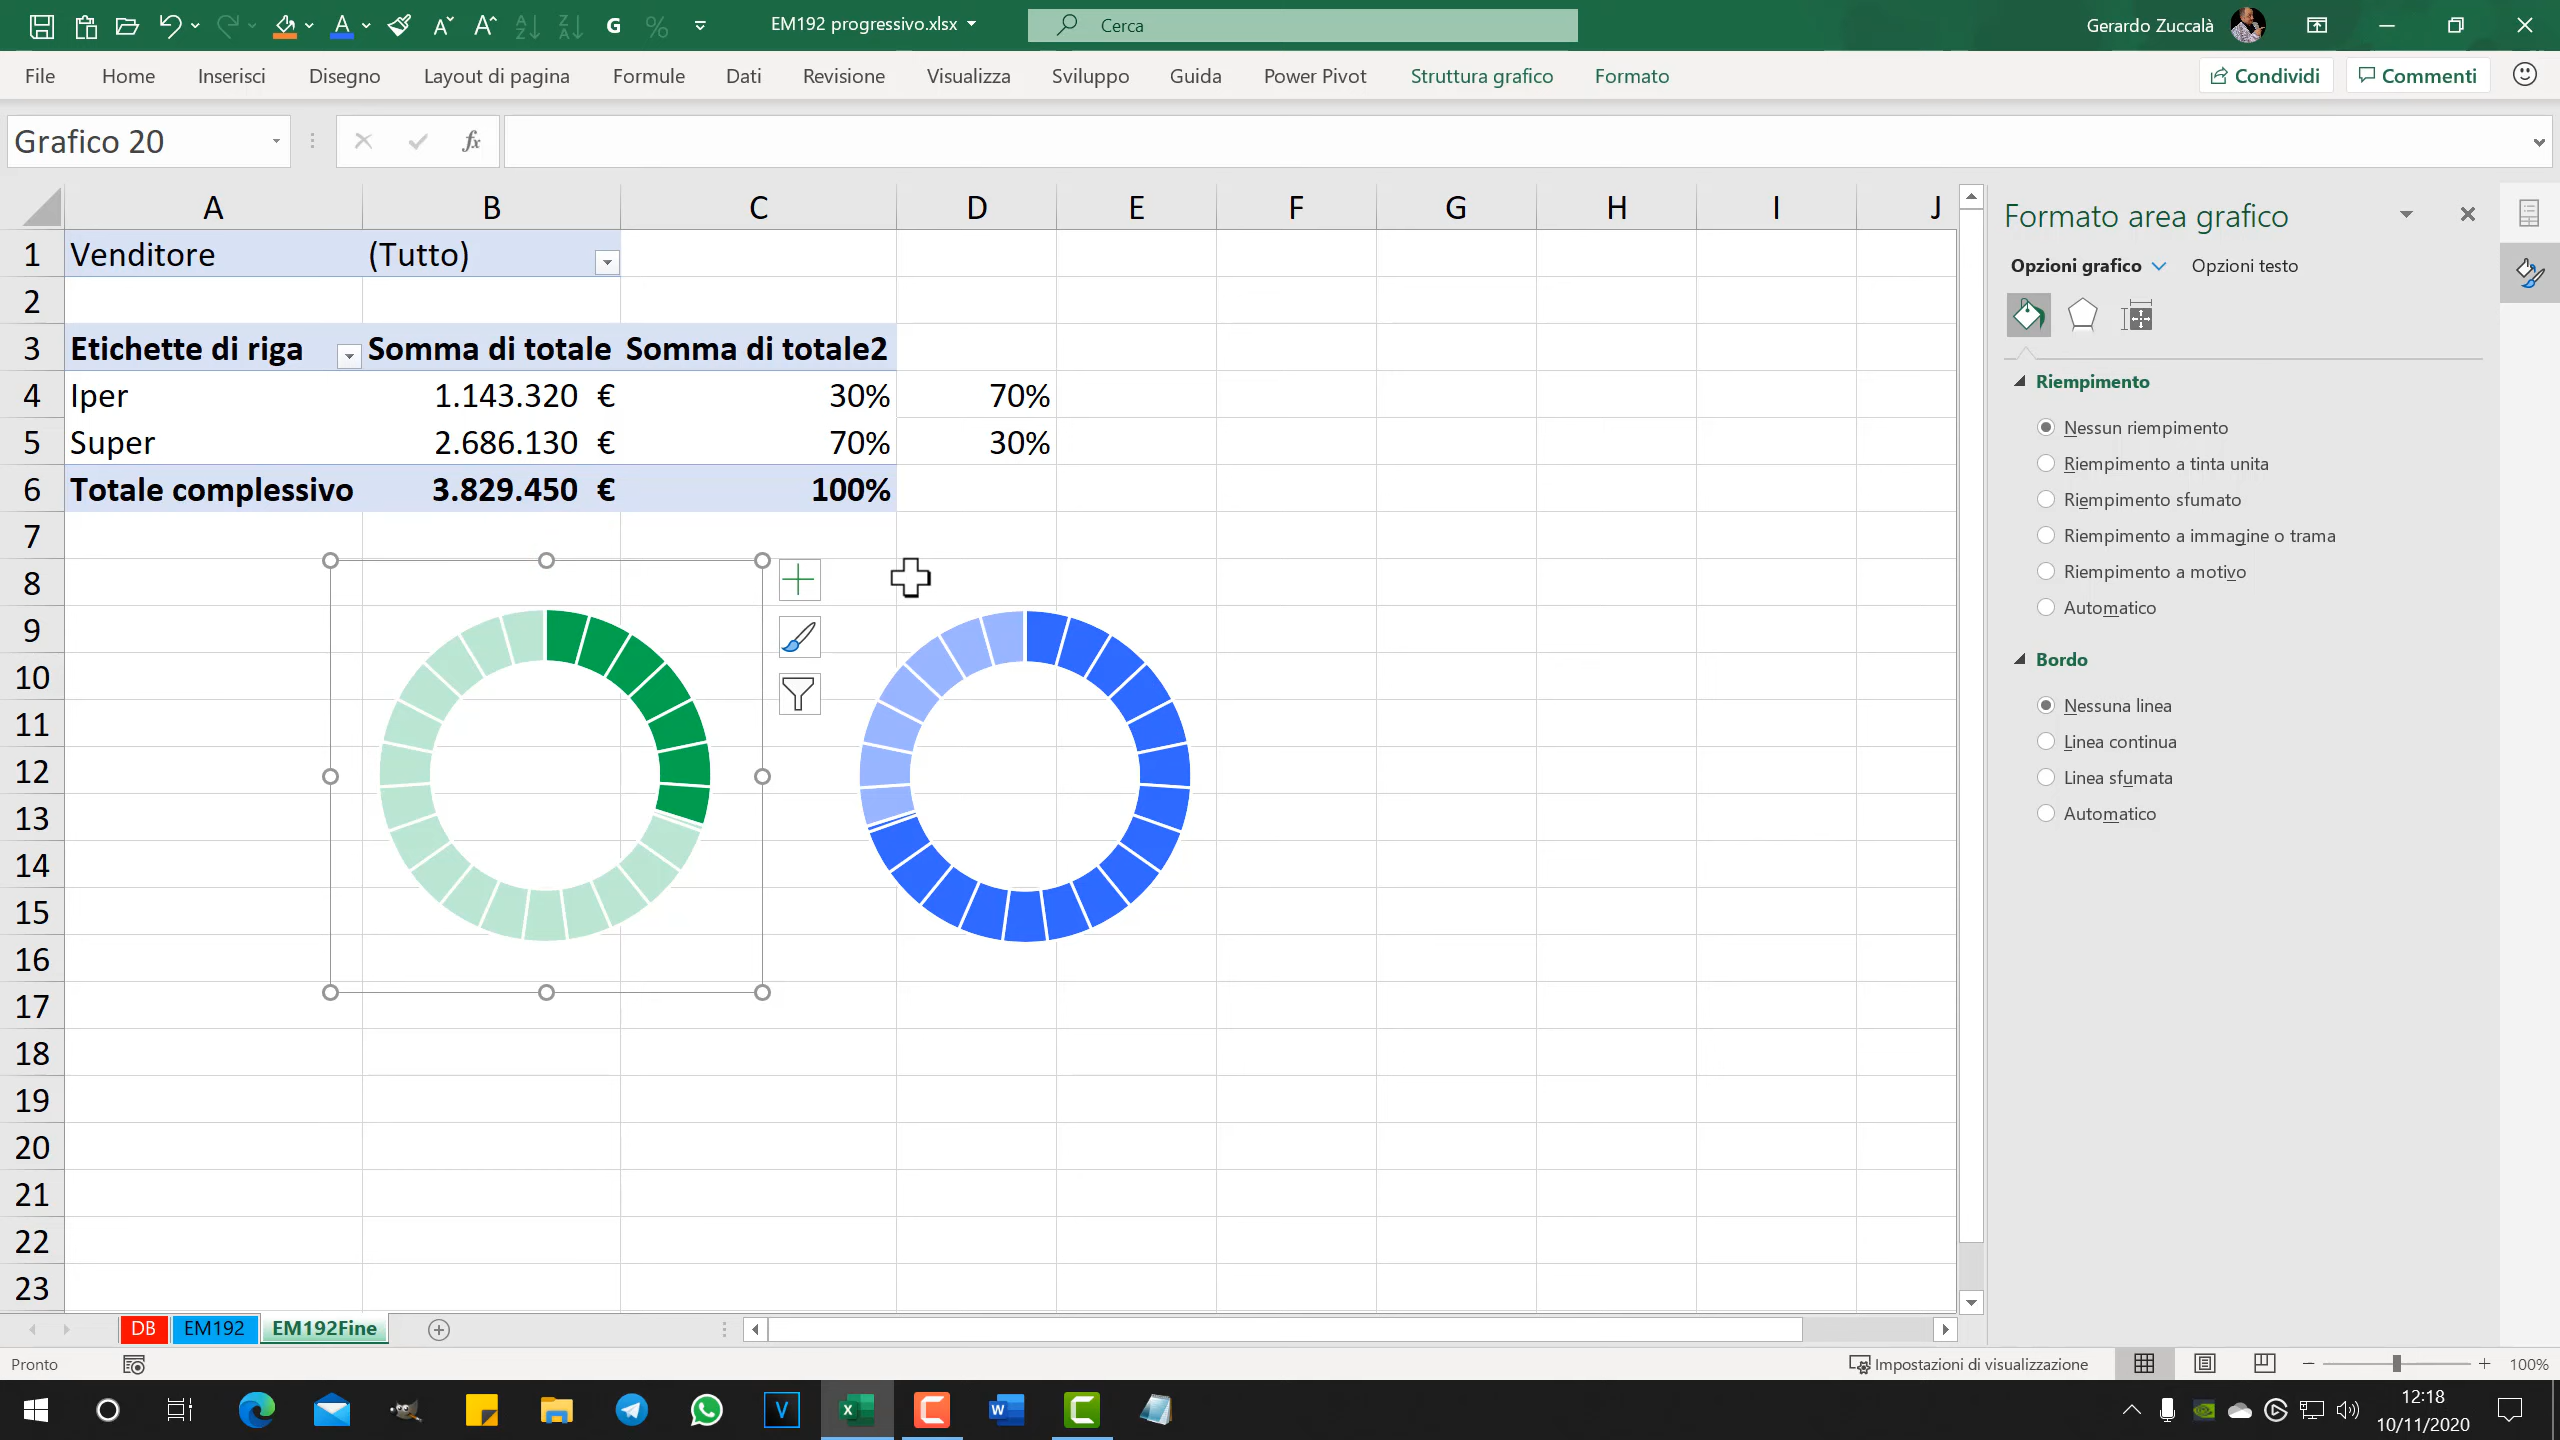 EM192 progressivo.xlsx
Cerca
Gerardo Zuccalà
File Home Inserisci Disegno Layout di pagina Formule Dati Revisione Visualizza Sviluppo Guida Power Pivot Struttura grafico Formato
Condividi Commenti
Grafico 20
fx
A B C D E F G H I J
1 Venditore (Tutto)
2
3 Etichette di riga Somma di totale Somma di totale2
4 Iper 1.143.320 € 30% 70%
5 Super 2.686.130 € 70% 30%
6 Totale complessivo 3.829.450 € 100%
7
8
9
10
11
12
13
14
15
16
17
18
19
20
21
22
23
Formato area grafico
Opzioni grafico Opzioni testo
Riempimento
Nessun riempimento
Riempimento a tinta unita
Riempimento sfumato
Riempimento a immagine o trama
Riempimento a motivo
Automatico
Bordo
Nessuna linea
Linea continua
Linea sfumata
Automatico
DB EM192 EM192Fine
Pronto
Impostazioni di visualizzazione
100%
12:18
10/11/2020